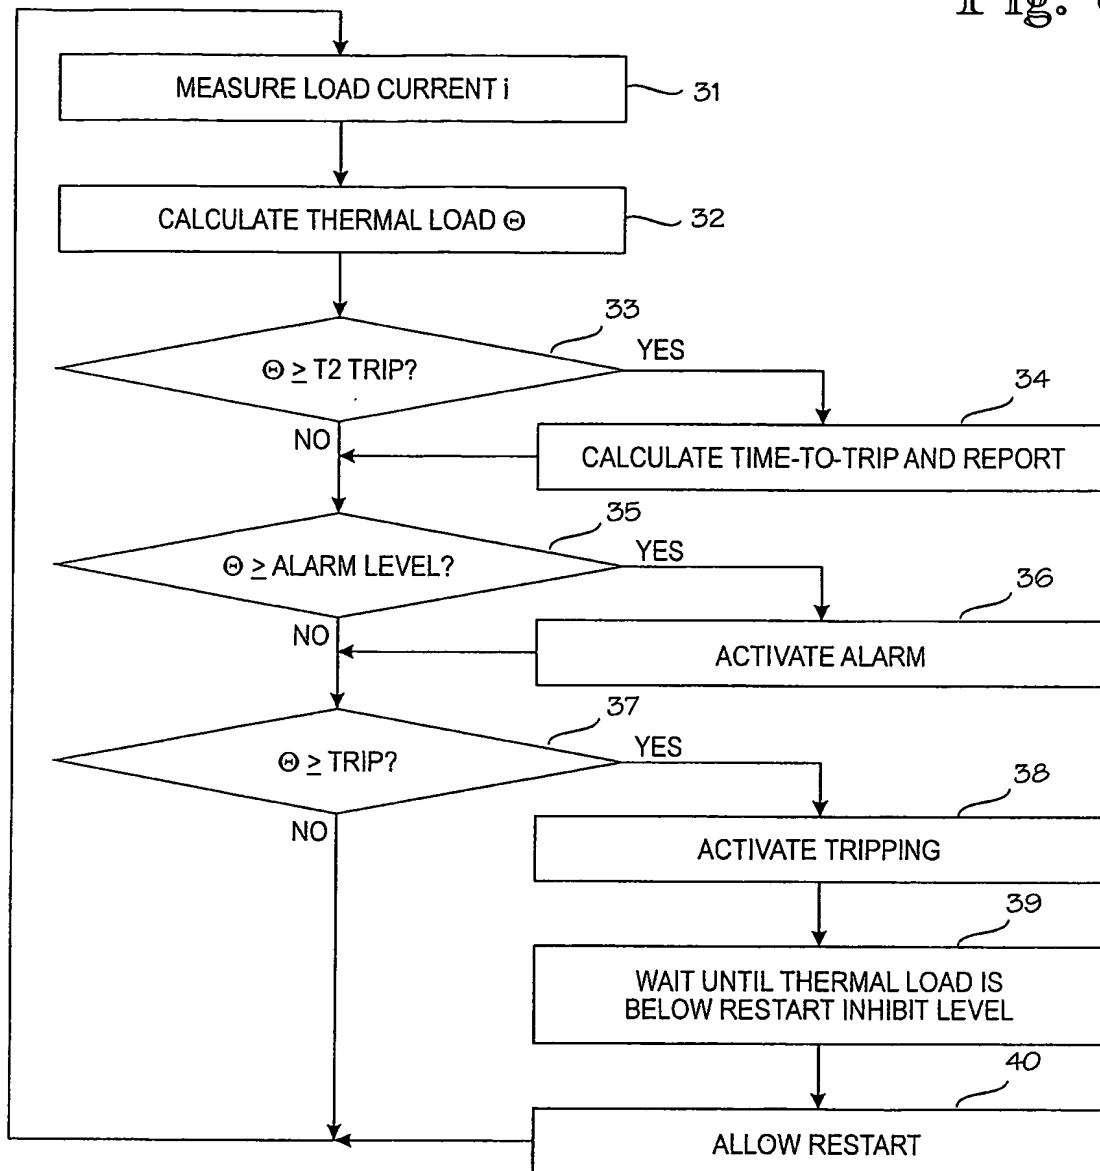 Fig.
MEASURE LOAD CURRENT i
31
CALCULATE THERMAL LOAD Θ
32
33
Θ ≥ T2 TRIP?
YES
NO
34
CALCULATE TIME-TO-TRIP AND REPORT
35
Θ ≥ ALARM LEVEL?
YES
NO
36
ACTIVATE ALARM
37
Θ ≥ TRIP?
YES
NO
38
ACTIVATE TRIPPING
39
WAIT UNTIL THERMAL LOAD IS
BELOW RESTART INHIBIT LEVEL
40
ALLOW RESTART